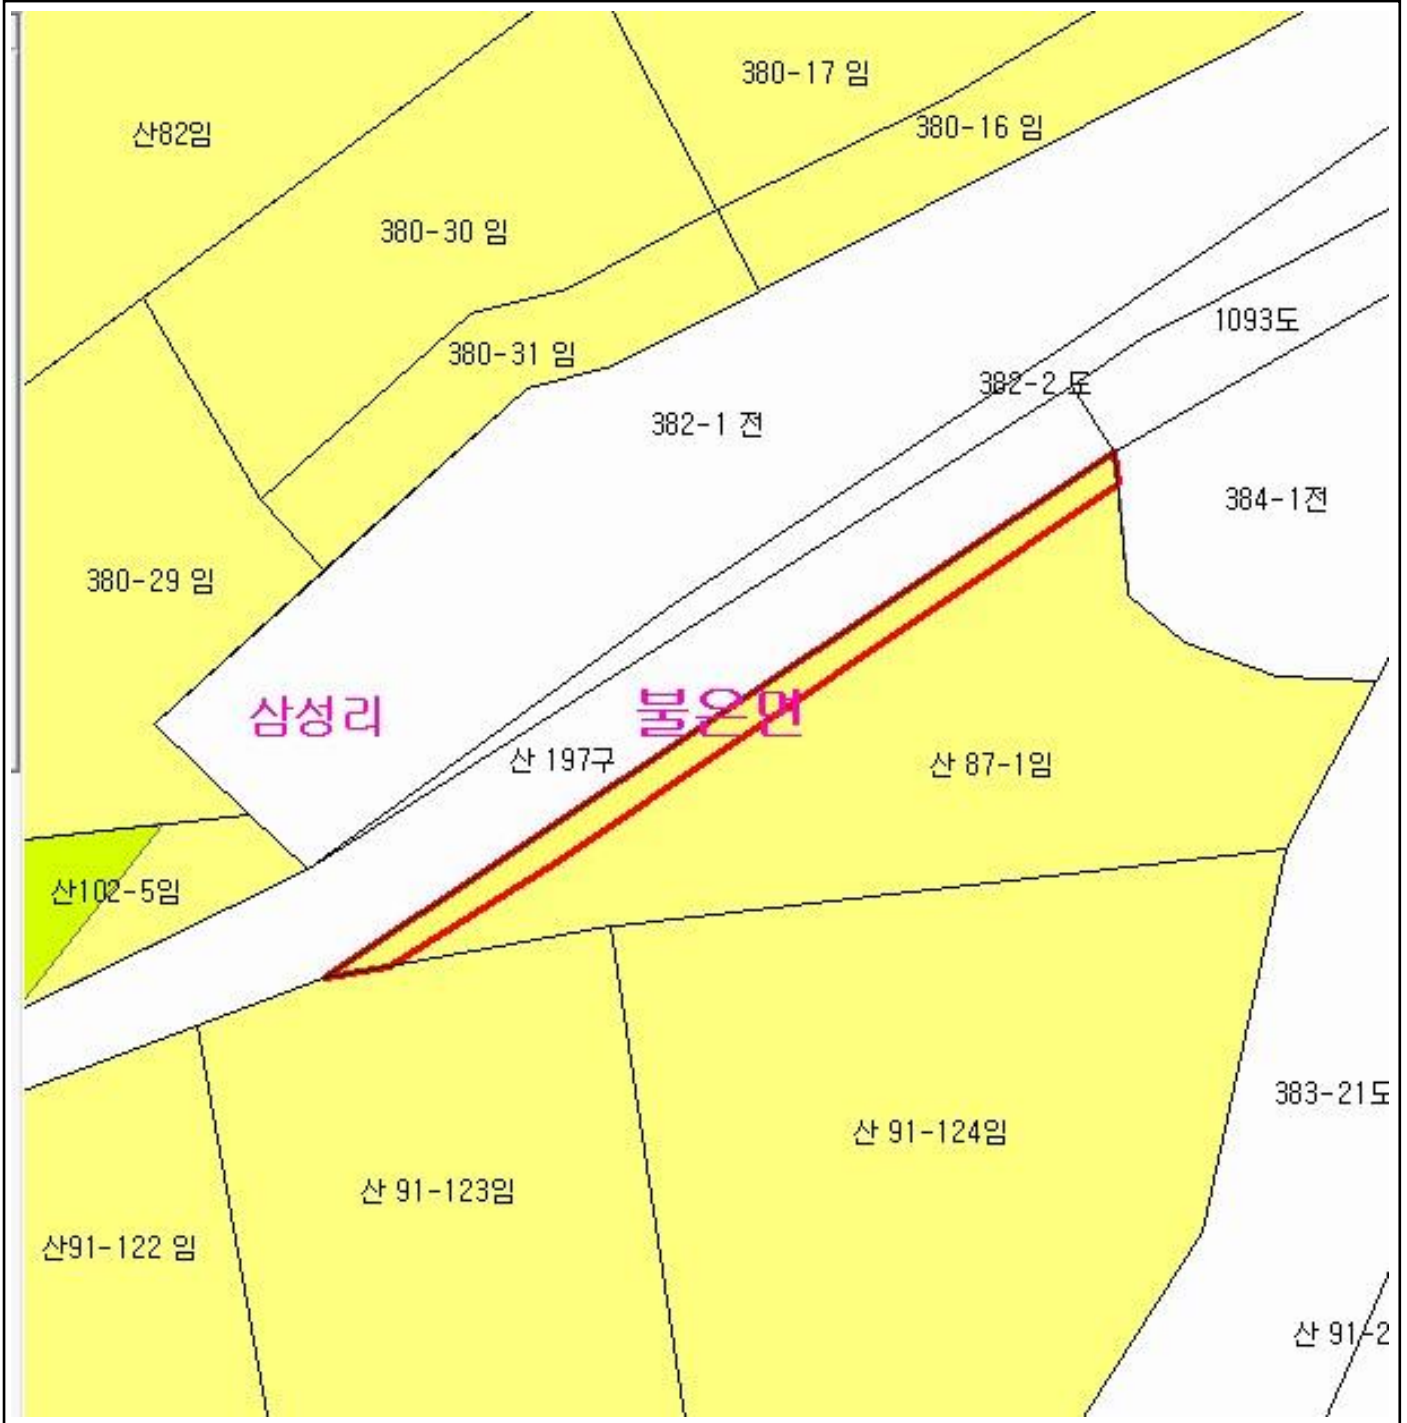 380-17 임
380-16 임
산82임
380-30 임
1093도
380-31 임
382-2 도
382-1 전
384-1전
380-29 임
삼성리
불은면
산 197구
산 87-1임
산102-5임
383-21도
산 91-124임
산 91-123임
산91-122 임
산 91-2